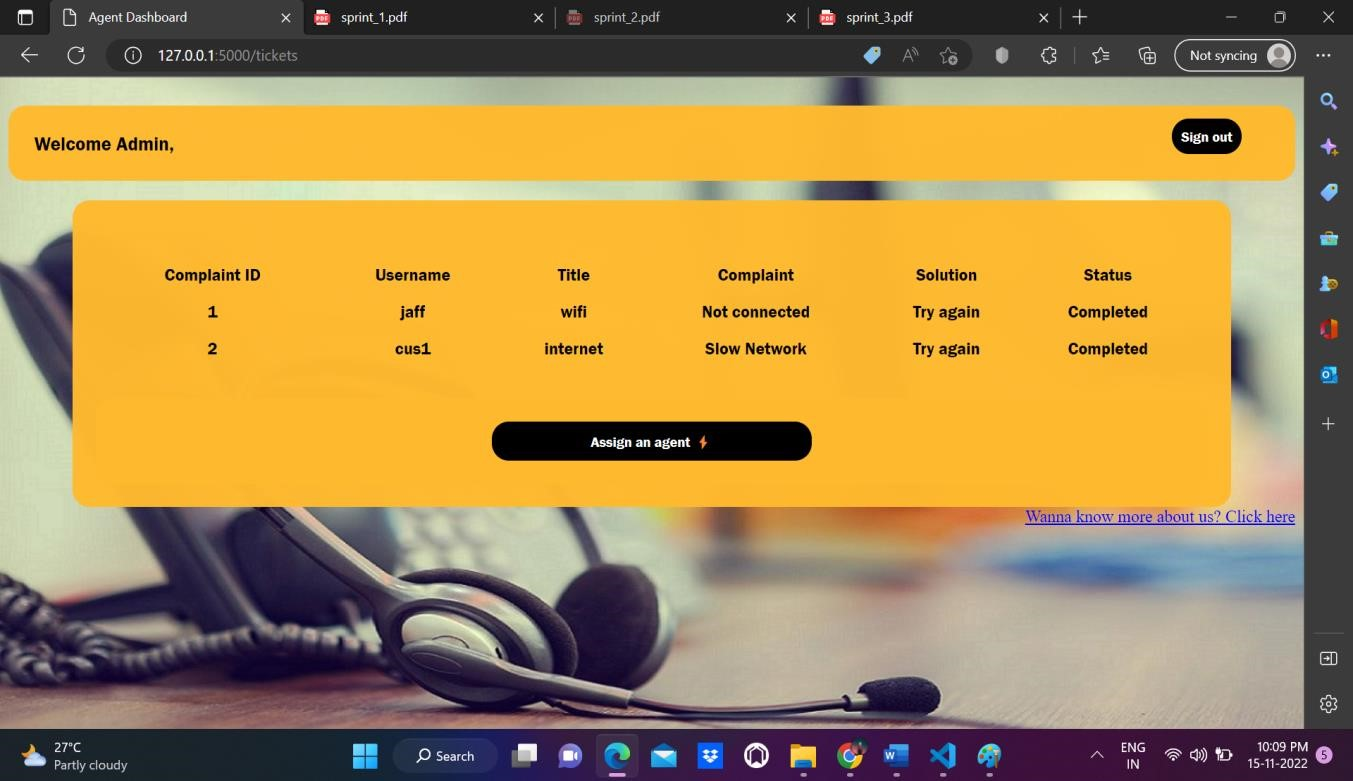 Agent Dashboard
sprint_1.pdf
sprint_2.pdf
sprint_3.pdf
127.0.0.1:5000/tickets
Not syncing
Welcome Admin,
Sign out
Complaint ID Username Title Complaint Solution Status
1 jaff wifi Not connected Try again Completed
2 cus1 internet Slow Network Try again Completed
Assign an agent
Wanna know more about us? Click here
27°C
Partly cloudy
Search
ENG
IN
10:09 PM
15-11-2022
5